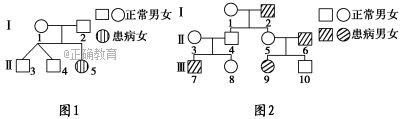 Ⅰ 1 2 正常男女
患病女
Ⅱ 3 4 5
@正确教育
图1
Ⅰ 1 2
Ⅱ 3 4 5 6 正常男女
患病男女
Ⅲ 7 8 9 10
图2